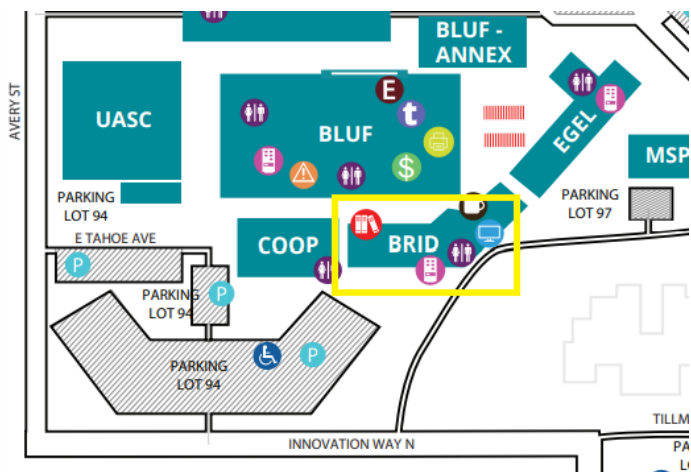 BLUF -
ANNEX
AVERY ST
UASC
E
t
BLUF
EGEL
$
MSP
PARKING
LOT 94
PARKING
LOT 97
E TAHOE AVE
COOP
BRID
P
PARKING
LOT 94
P
PARKING
LOT 94
P
TILLM
INNOVATION WAY N
PA